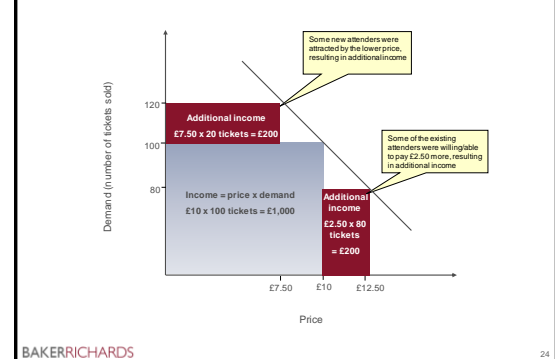 Some new attenders were
attracted by the lower price,
resulting in additional income
Demand (number of tickets sold)
120
Additional income
£7.50 x 20 tickets = £200
100
Some of the existing
attenders were willing/able
to pay £2.50 more, resulting
in additional income
80
Income = price x demand
£10 x 100 tickets = £1,000
Additional
income
£2.50 x 80
tickets
= £200
£7.50
£10
£12.50
Price
BAKERRICHARDS
24